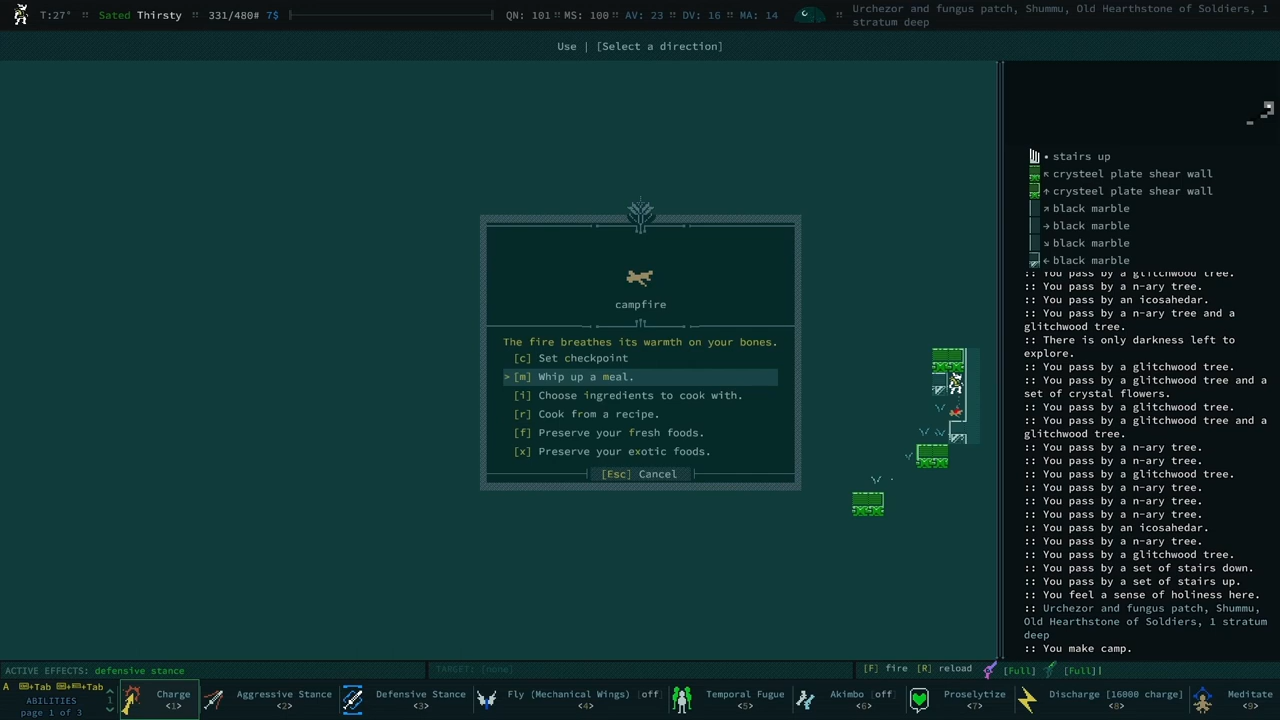 T:27° :: Sated Thirsty :: 331/480# 7$ QN: 101 :: MS: 100 :: AV: 23 :: DV: 16 :: MA: 14 :: Urchezor and fungus patch, Shummu, Old Hearthstone of Soldiers, 1
stratum deep
Use | [Select a direction]
campfire
The fire breathes its warmth on your bones.
[c] Set checkpoint
> [m] Whip up a meal.
[i] Choose ingredients to cook with.
[r] Cook from a recipe.
[f] Preserve your fresh foods.
[x] Preserve your exotic foods.
[Esc] Cancel
stairs up
crysteel plate shear wall
crysteel plate shear wall
black marble
black marble
black marble
black marble
:: You pass by a glitchwood tree.
:: You pass by a n-ary tree.
:: You pass by an icosahedar.
:: You pass by a n-ary tree and a
glitchwood tree.
:: There is only darkness left to
explore.
:: You pass by a glitchwood tree.
:: You pass by a glitchwood tree and a
set of crystal flowers.
:: You pass by a glitchwood tree.
:: You pass by a glitchwood tree and a
glitchwood tree.
:: You pass by a n-ary tree.
:: You pass by a n-ary tree.
:: You pass by a glitchwood tree.
:: You pass by a n-ary tree.
:: You pass by a n-ary tree.
:: You pass by a n-ary tree.
:: You pass by an icosahedar.
:: You pass by a n-ary tree.
:: You pass by a glitchwood tree.
:: You pass by a set of stairs down.
:: You pass by a set of stairs up.
:: You feel a sense of holiness here.
:: Urchezor and fungus patch, Shummu,
Old Hearthstone of Soldiers, 1 stratum
deep
:: You make camp.
ACTIVE EFFECTS: defensive stance
TARGET: [none]
[F] fire [R] reload [Full] [Full]
A Tab Tab
ABILITIES 1
page 1 of 3
Charge <1>
Aggressive Stance <2>
Defensive Stance <3>
Fly (Mechanical Wings) [off] <4>
Temporal Fugue <5>
Akimbo [off] <6>
Proselytize <7>
Discharge [16000 charge] <8>
Meditate <9>